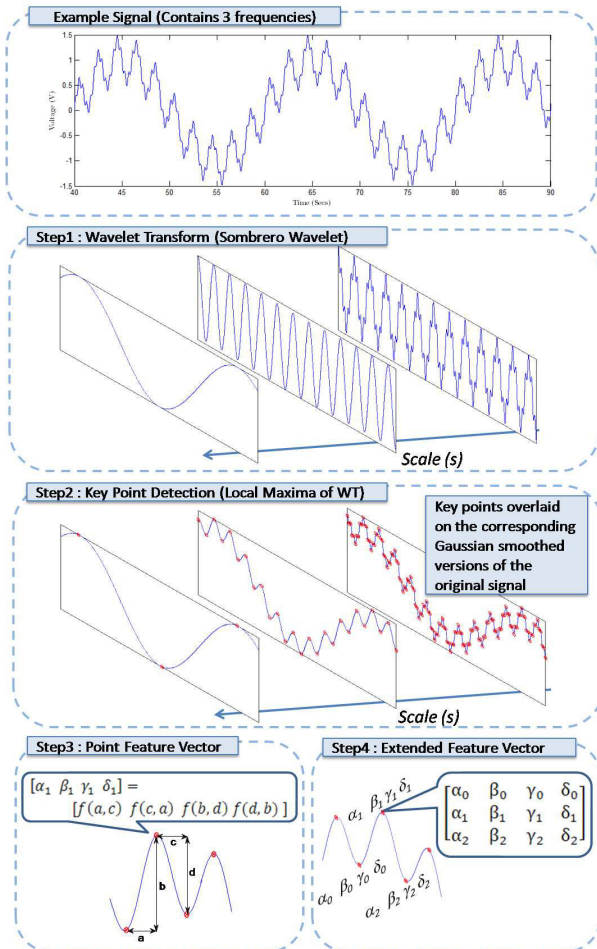 Example Signal (Contains 3 frequencies)
1.5
1
0.5
0
-0.5
-1
-1.5
Voltage (V)
40 45 50 55 60 65 70 75 80 85 90
Time (Secs)
Step1 : Wavelet Transform (Sombrero Wavelet)
Scale (s)
Step2 : Key Point Detection (Local Maxima of WT)
Key points overlaid
on the corresponding
Gaussian smoothed
versions of the
original signal
Scale (s)
Step3 : Point Feature Vector
[α₁ β₁ γ₁ δ₁] =
[f(a,c) f(c,a) f(b,d) f(d,b) ]
c
b
d
a
Step4 : Extended Feature Vector
α₁ β₁ γ₁ δ₁
α₀ β₀ γ₀ δ₀
α₂ β₂ γ₂ δ₂
α₀ β₀ γ₀ δ₀
α₁ β₁ γ₁ δ₁
α₂ β₂ γ₂ δ₂